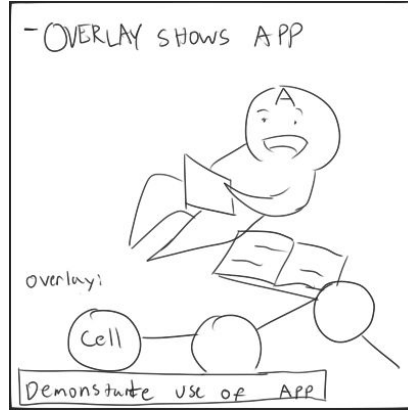 - OVERLAY SHOWS APP
A
overlay:
Cell
Demonstrate use of APP